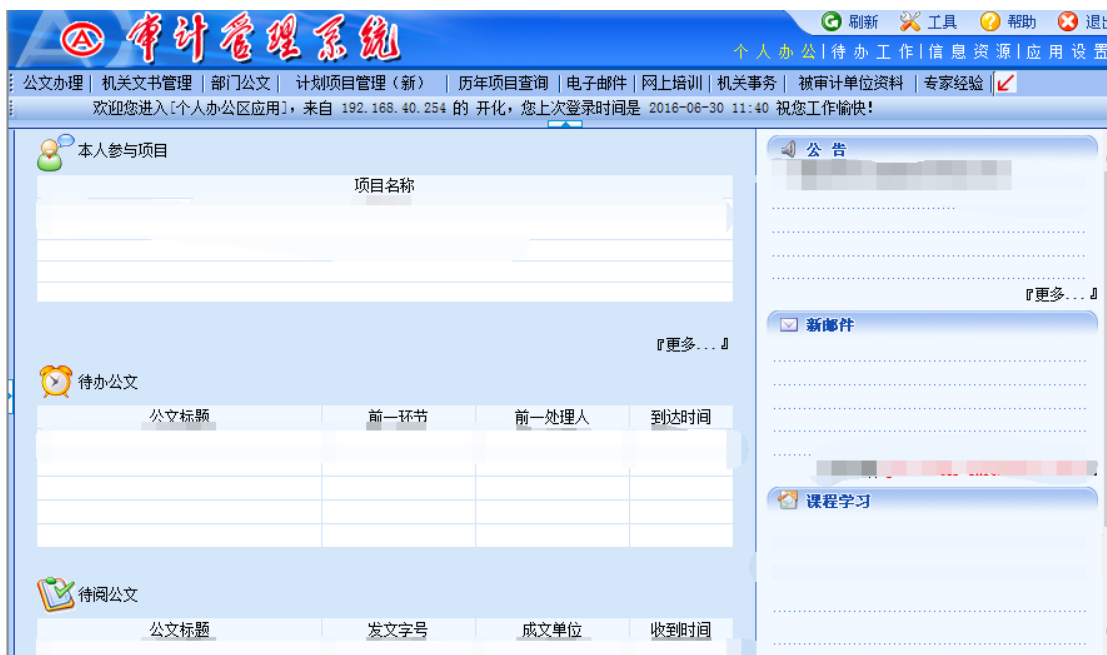 审计管理系统
刷新 工具 帮助 退出
个人办公|待办工作|信息资源|应用设置
公文办理| 机关文书管理 |部门公文| 计划项目管理（新） | 历年项目查询 |电子邮件|网上培训|机关事务| 被审计单位资料 |专家经验|
欢迎您进入[个人办公区应用]，来自 192.168.40.254 的 开化，您上次登录时间是 2016-06-30 11:40 祝您工作愉快！
本人参与项目
项目名称
『更多...』
待办公文
公文标题 前一环节 前一处理人 到达时间
待阅公文
公文标题 发文字号 成文单位 收到时间
公 告
『更多...』
新邮件
课程学习